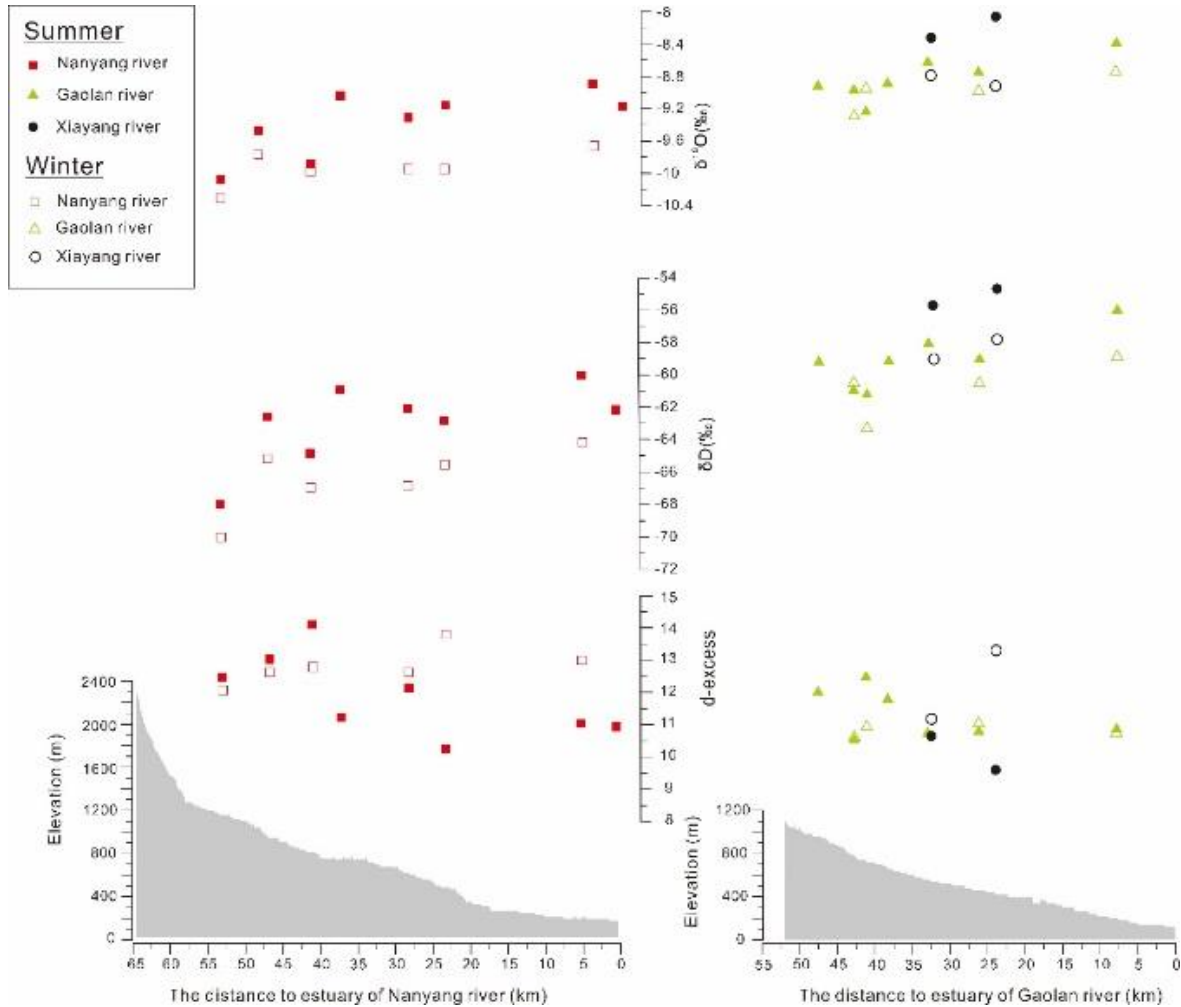 Summer
Nanyang river
Gaolan river
Xiayang river
Winter
Nanyang river
Gaolan river
Xiayang river
-8
-8.4
-8.8
-9.2
-9.6
-10
-10.4
δ¹⁸O(‰)
-54
-56
-58
-60
-62
-64
-66
-68
-70
-72
δD(‰)
15
14
13
12
11
10
9
8
d-excess
2400
2000
1600
1200
800
400
0
Elevation (m)
65 60 55 50 45 40 35 30 25 20 15 10 5 0
The distance to estuary of Nanyang river (km)
1200
800
400
0
Elevation (m)
55 50 45 40 35 30 25 20 15 10 5 0
The distance to estuary of Gaolan river (km)